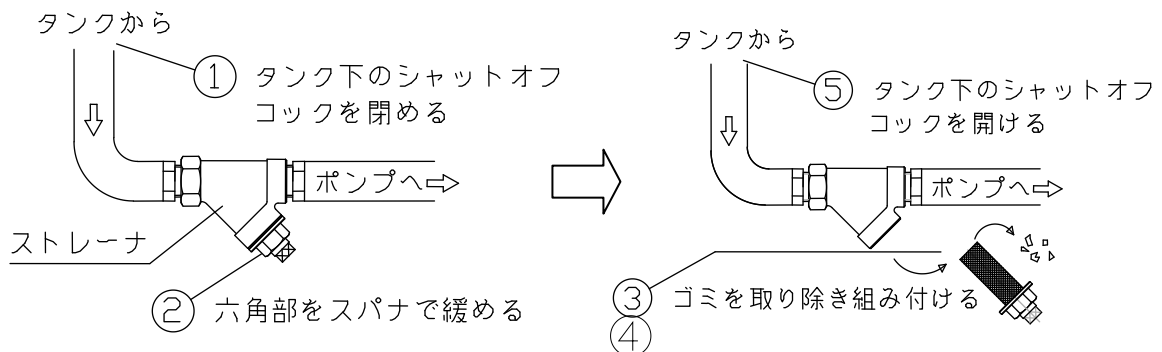 タンクから
① タンク下のシャットオフ
コックを閉める
ポンプへ
ストレーナ
② 六角部をスパナで緩める
タンクから
⑤ タンク下のシャットオフ
コックを開ける
ポンプへ
③ ゴミを取り除き組み付ける
④